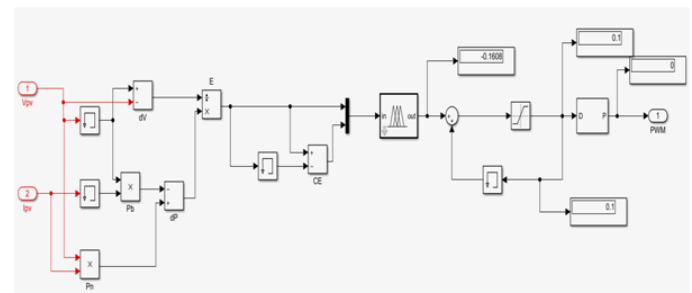 1
Vpv
+
-
dV
E
÷
×
-0.1608
in
out
+
+
0.1
0
D
P
1
PWM
2
Ipv
X
Pb
-
+
dP
+
-
CE
0.1
X
Pn